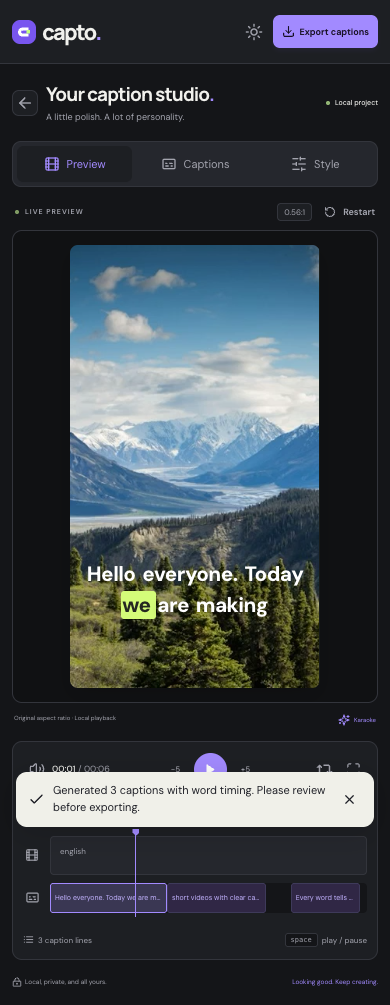 capto.
Export captions
Your caption studio.
A little polish. A lot of personality.
Local project
Preview
Captions
Style
LIVE PREVIEW
0.56:1
Restart
Hello everyone. Today
we are making
Original aspect ratio · Local playback
Karaoke
00:01 / 00:06
-5
+5
Generated 3 captions with word timing. Please review
before exporting.
english
Hello everyone. Today we are m...
short videos with clear ca...
Every word tells ...
3 caption lines
space play / pause
Local, private, and all yours.
Looking good. Keep creating.